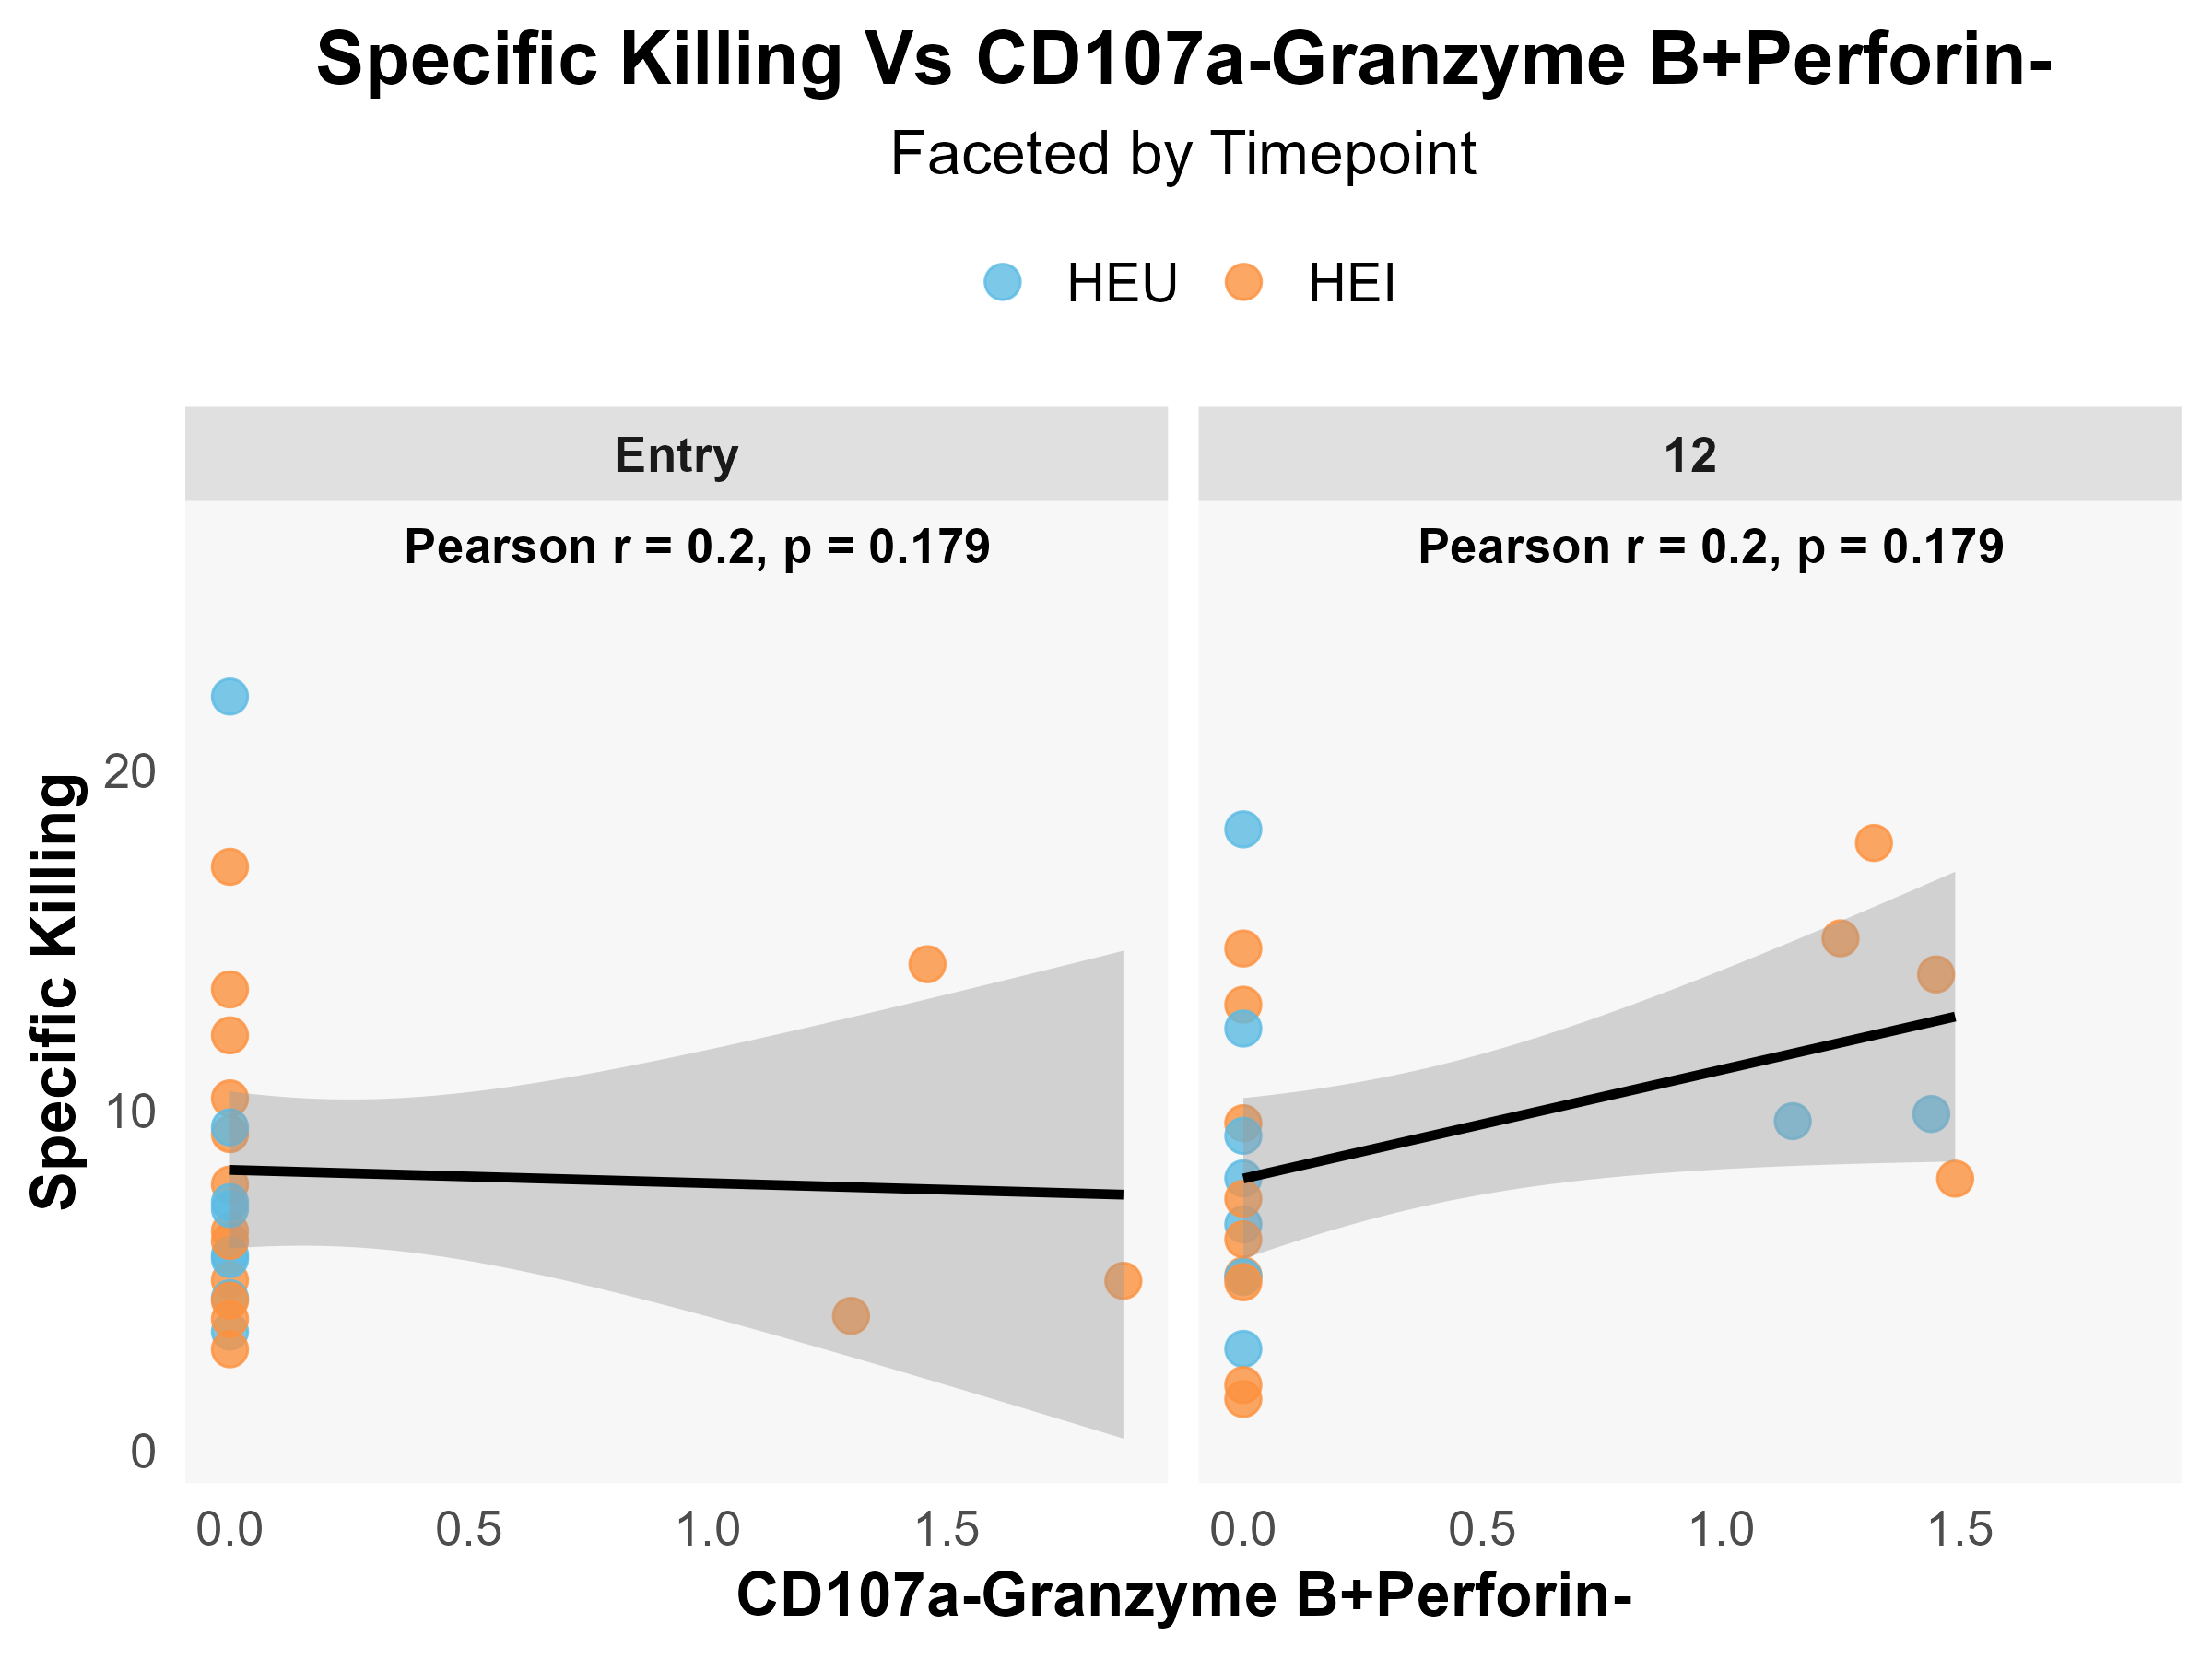 Specific Killing Vs CD107a-Granzyme B+Perforin-
Faceted by Timepoint
HEU HEI
Entry 12
Pearson r = 0.2, p = 0.179 Pearson r = 0.2, p = 0.179
Specific Killing
20
10
0
0.0 0.5 1.0 1.5 0.0 0.5 1.0 1.5
CD107a-Granzyme B+Perforin-